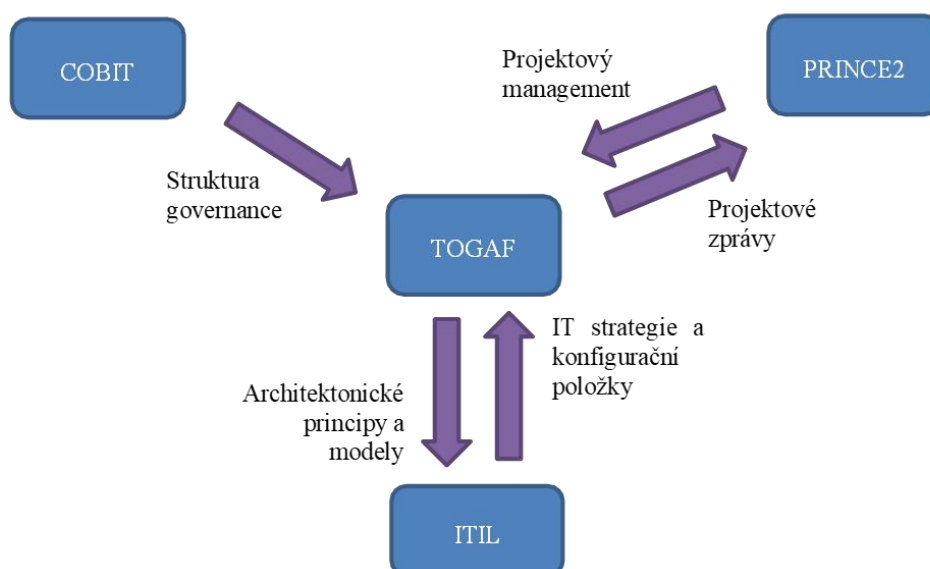 COBIT
Projektový
management
PRINCE2
Struktura
governance
Projektové
zprávy
TOGAF
IT strategie a
konfigurační
položky
Architektonické
principy a
modely
ITIL